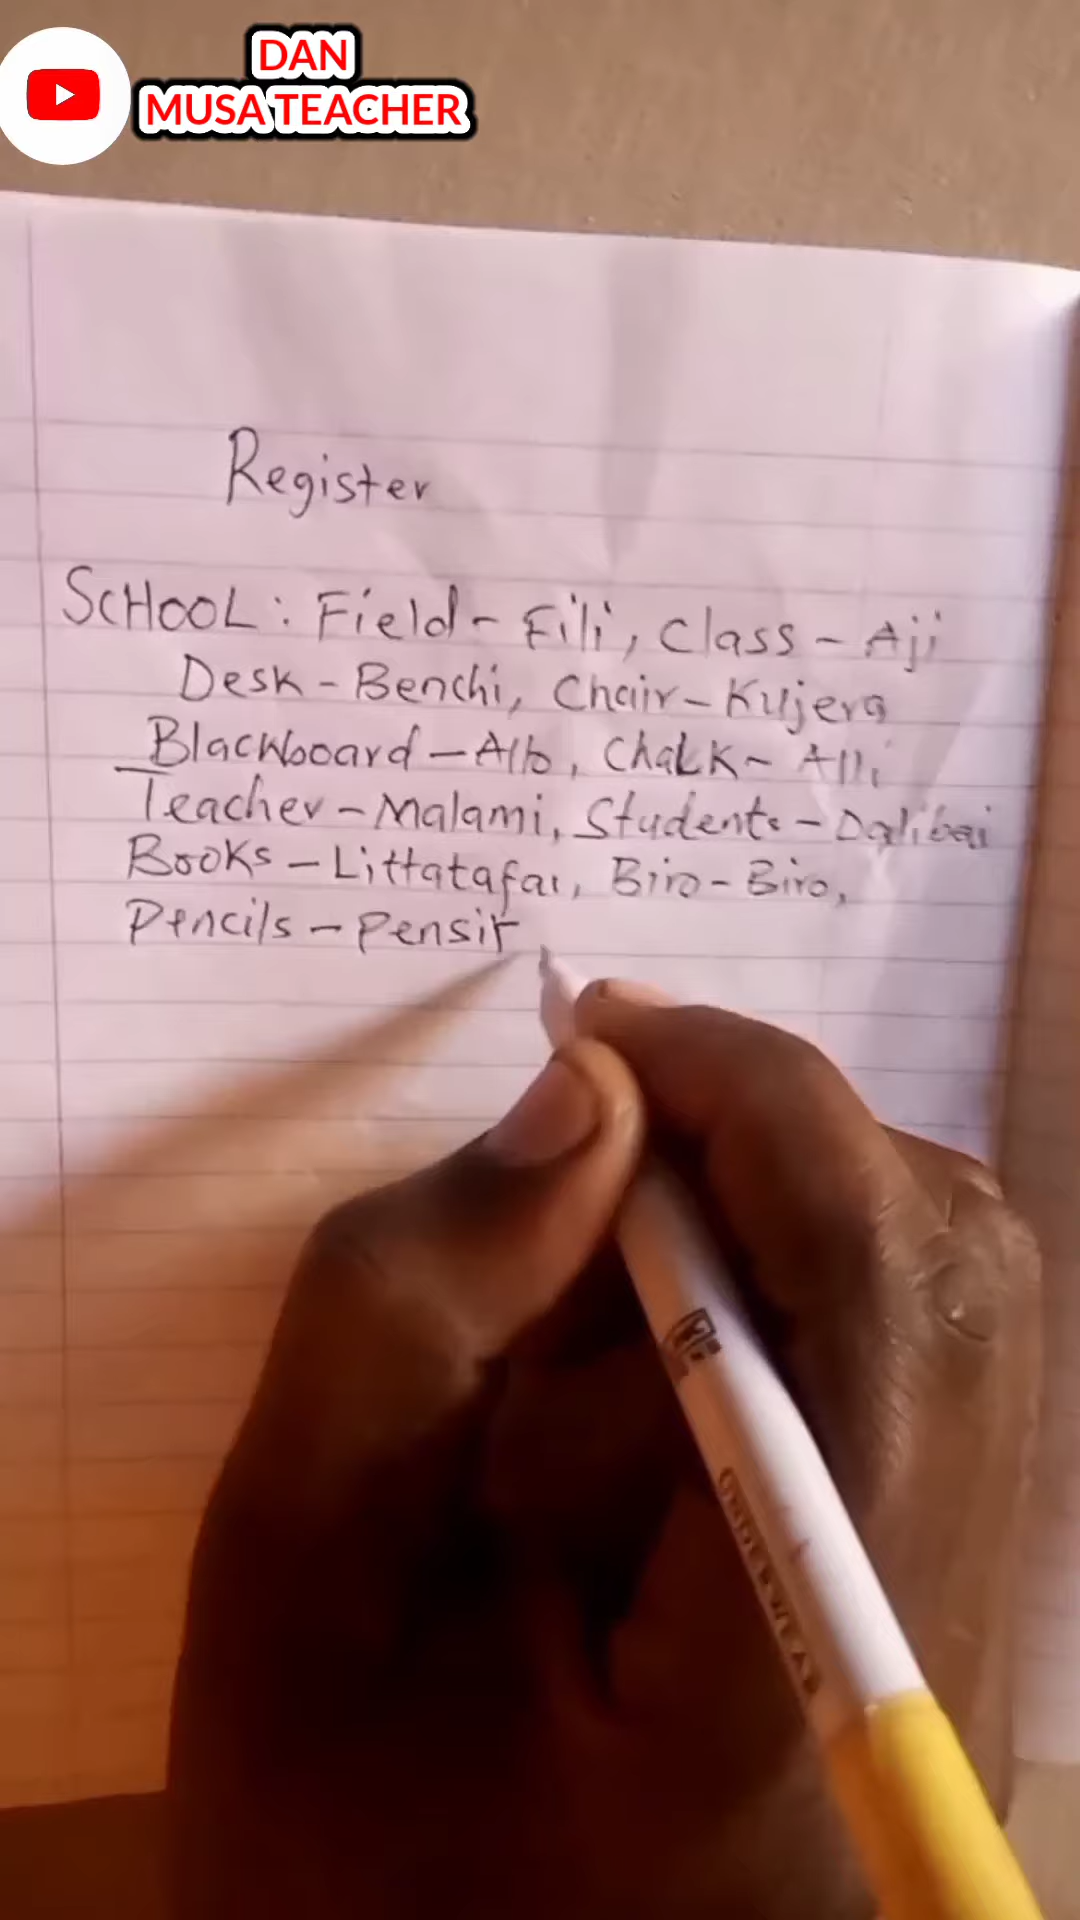 DAN
MUSA TEACHER
Register
SCHOOL: Field - Fili, Class - Aji
Desk - Benchi, Chair - Kujera
Blackboard - Allo, Chalk - Alli
Teacher - Malami, Students - Dalibai
Books - Littatafai, Biro - Biro,
Pencils - Pensir
UNDERWEAR